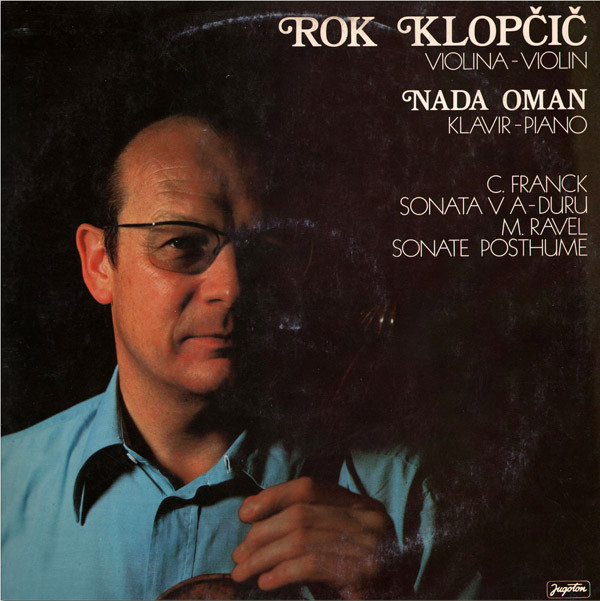 ROK KLOPČIČ
VIOLINA-VIOLIN
NADA OMAN
KLAVIR-PIANO
C. FRANCK
SONATA V A-DURU
M. RAVEL
SONATE POSTHUME
Jugoton